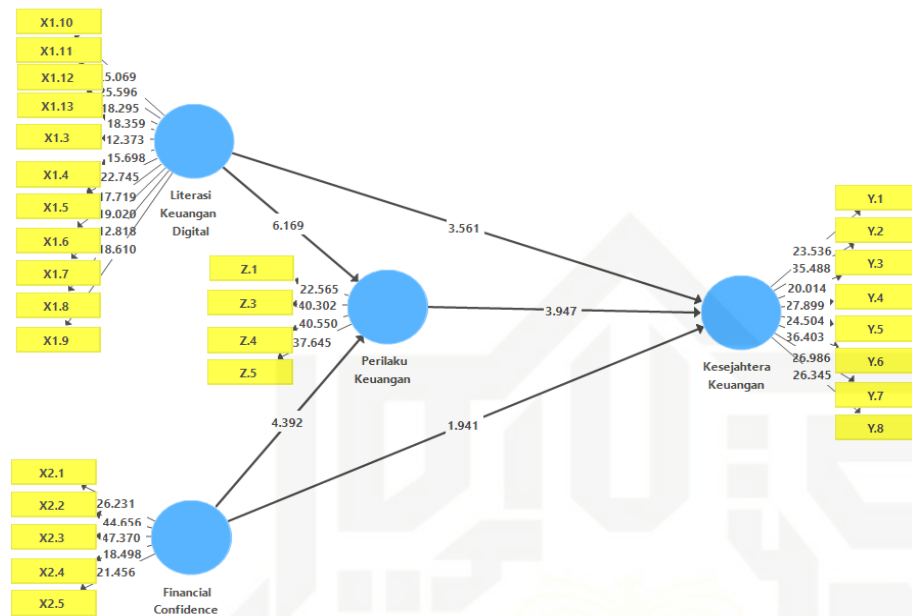 X1.10
X1.11
X1.12
X1.13
X1.3
X1.4
X1.5
X1.6
X1.7
X1.8
X1.9
25.596
18.295
18.359
12.373
15.698
22.745
17.719
19.020
12.818
18.610
Literasi
Keuangan
Digital
6.169
3.561
Z.1
Z.3
Z.4
Z.5
22.565
40.302
40.550
37.645
Perilaku
Keuangan
3.947
4.392
1.941
Kesejahtera
Keuangan
23.536
35.488
20.014
27.899
24.504
36.403
26.986
26.345
Y.1
Y.2
Y.3
Y.4
Y.5
Y.6
Y.7
Y.8
X2.1
X2.2
X2.3
X2.4
X2.5
26.231
44.656
47.370
18.498
21.456
Financial
Confidence